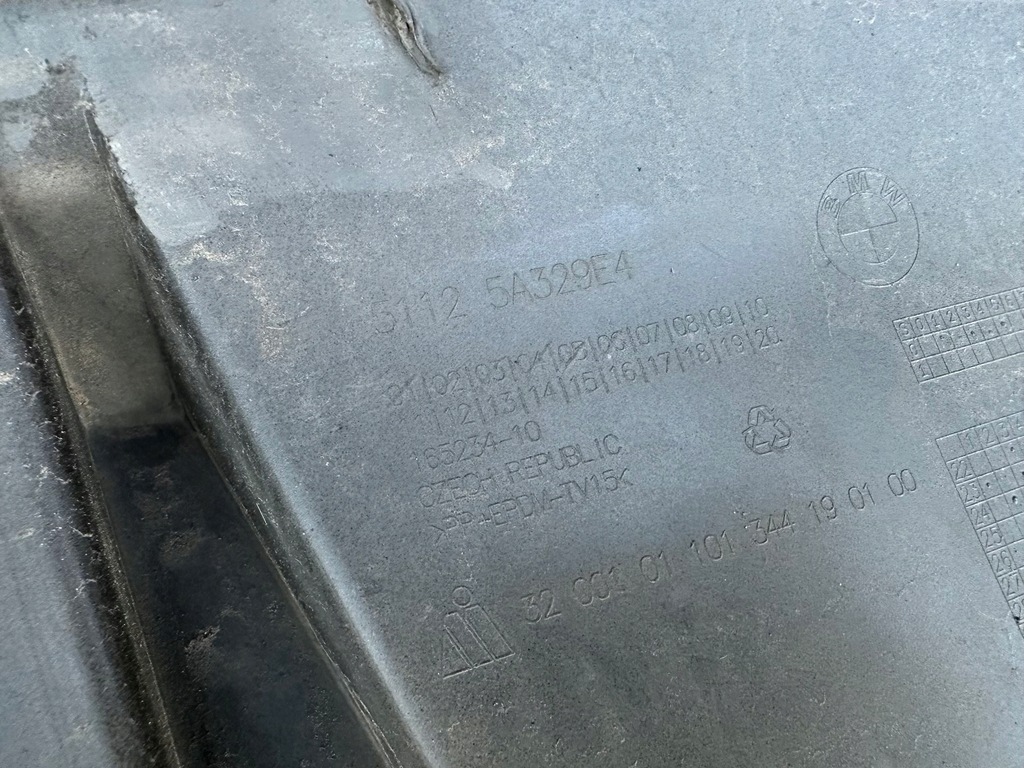 BMW
5112 5A329E4
01|02|03|04|05|06|07|08|09|10
11|12|13|14|15|16|17|18|19|20
165234-10
CZECH REPUBLIC
>PP+EPDM-TV15<
32 001 01 101 344 19 01 00